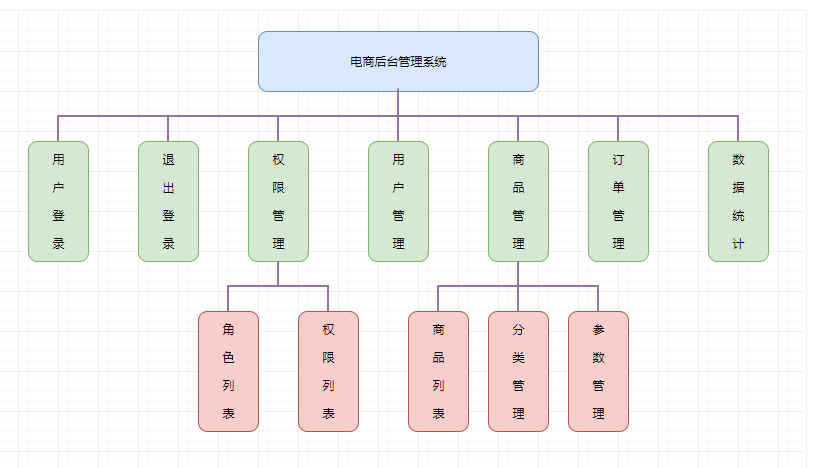 电商后台管理系统
用户登录
退出登录
权限管理
用户管理
商品管理
订单管理
数据统计
角色列表
权限列表
商品列表
分类管理
参数管理